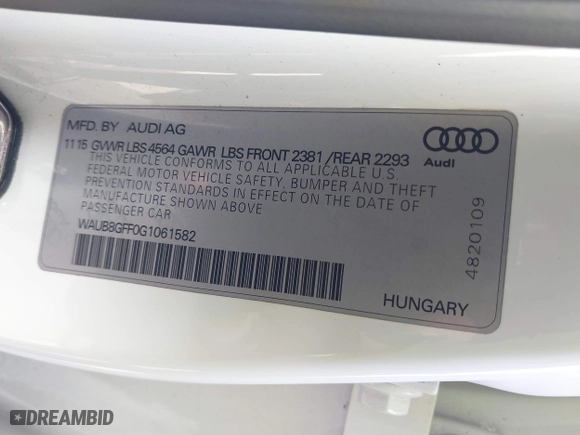 MFD. BY AUDI AG
11 15 GVWR LBS 4564 GAWR LBS FRONT 2381 / REAR 2293
THIS VEHICLE CONFORMS TO ALL APPLICABLE U S
FEDERAL MOTOR VEHICLE SAFETY, BUMPER AND THEFT
PREVENTION STANDARDS IN EFFECT ON THE DATE OF
MANUFACTURE SHOWN ABOVE
PASSENGER CAR
WAUB8GFF0G1061582
Audi
4820109
HUNGARY
DREAMBID